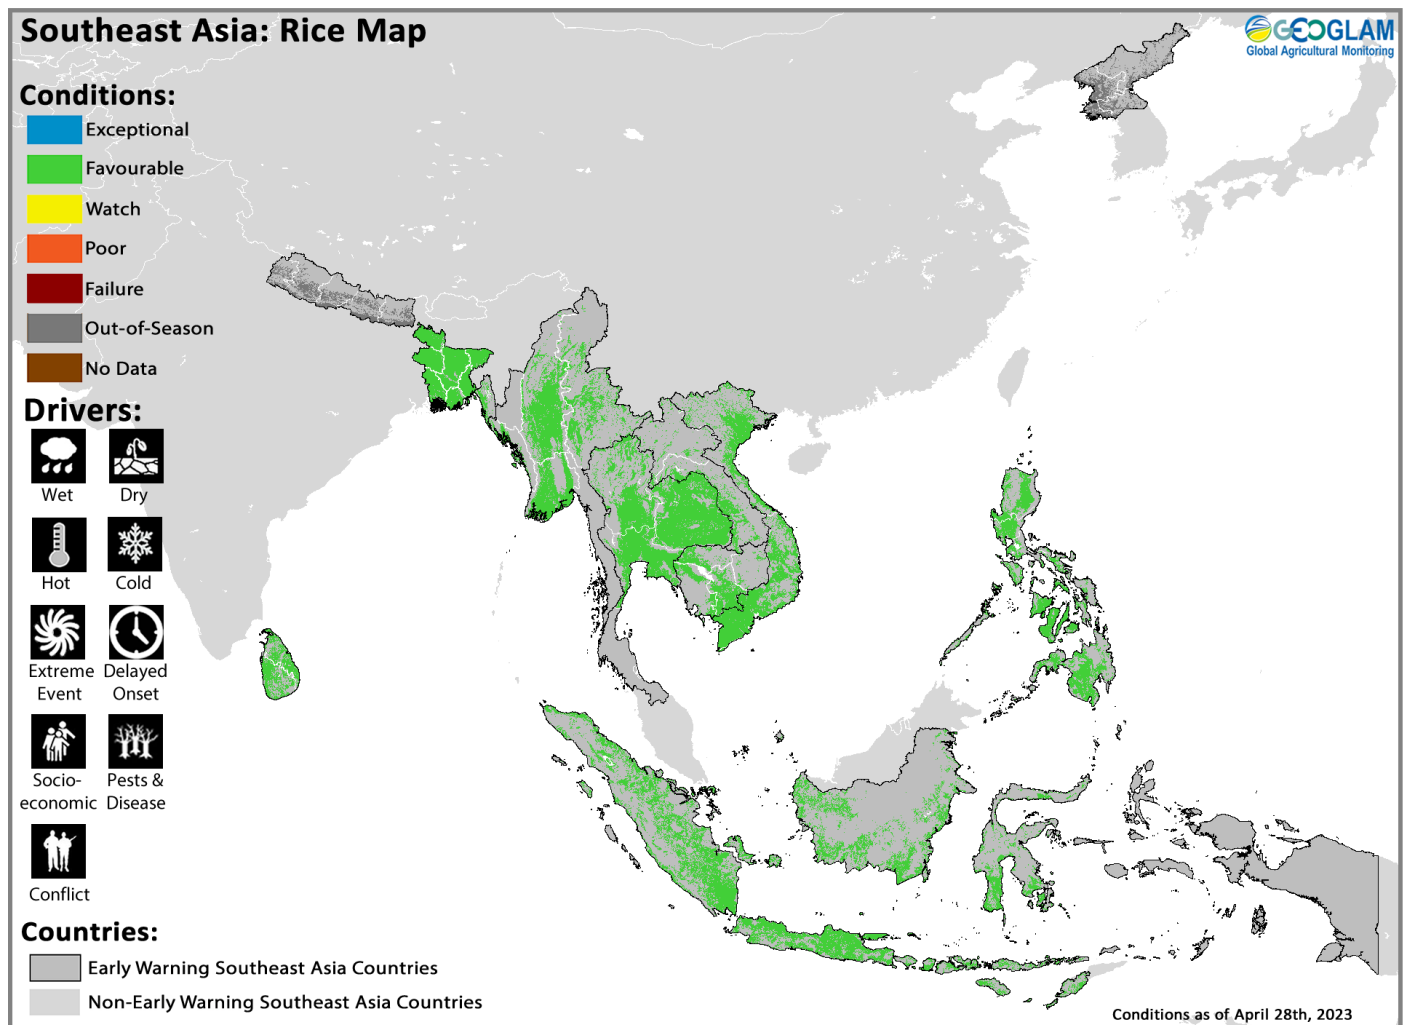 Southeast Asia: Rice Map
GEOGLAM
Global Agricultural Monitoring
Conditions:
Exceptional
Favourable
Watch
Poor
Failure
Out-of-Season
No Data
Drivers:
Wet
Dry
Hot
Cold
Extreme
Event
Delayed
Onset
Socio-
economic
Pests &
Disease
Conflict
Countries:
Early Warning Southeast Asia Countries
Non-Early Warning Southeast Asia Countries
Conditions as of April 28th, 2023